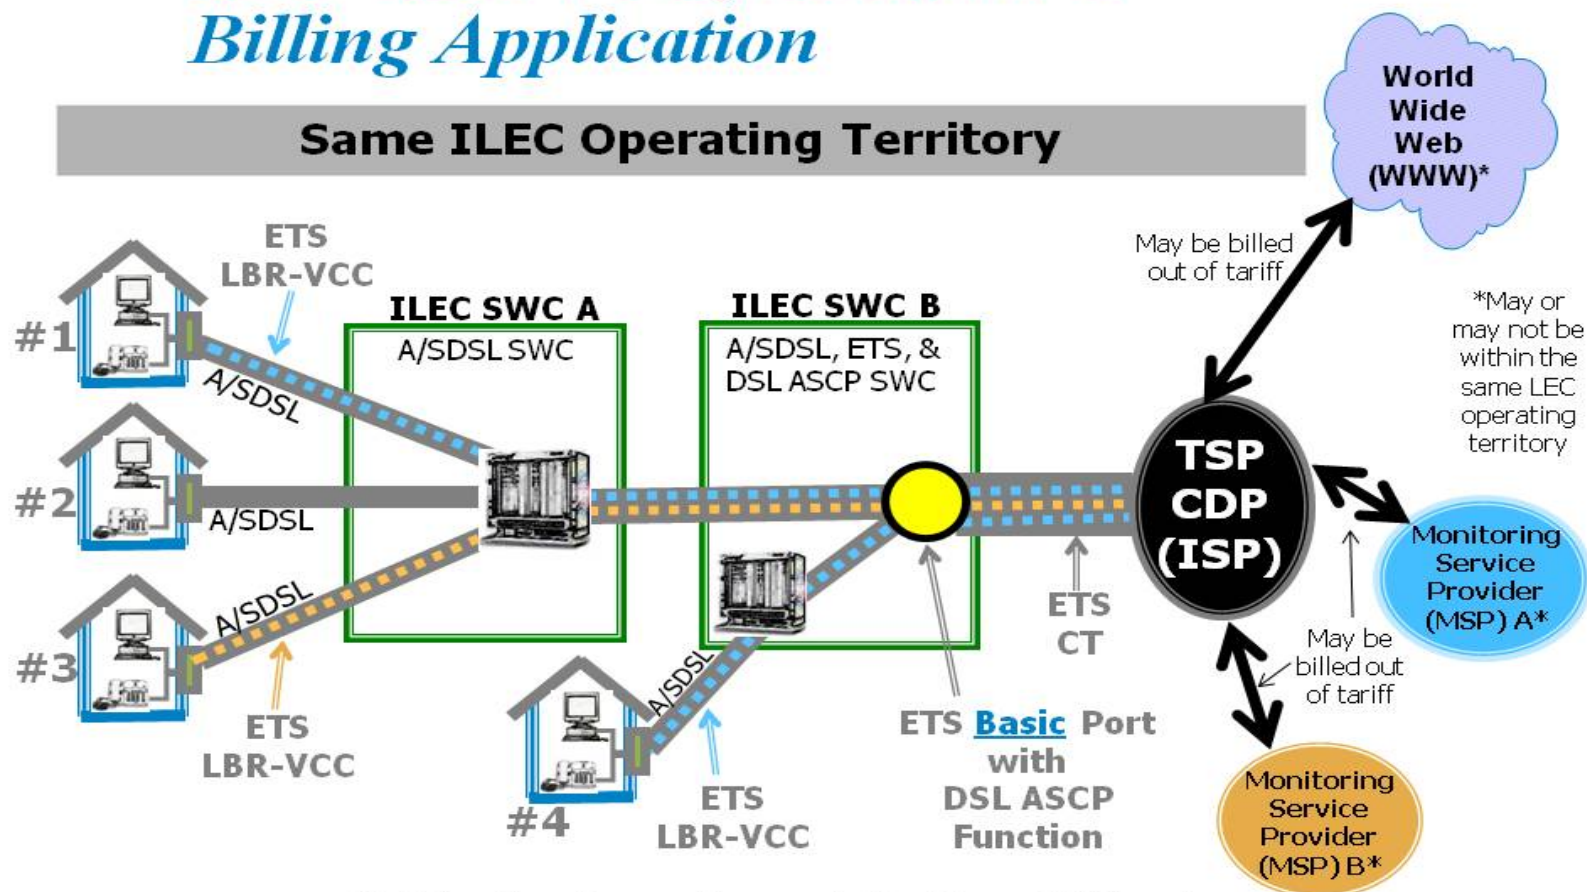 Billing Application
Same ILEC Operating Territory
World
Wide
Web
(WWW)*
May be billed
out of tariff
*May or
may not be
within the
same LEC
operating
territory
ETS
LBR-VCC
#1
A/SDSL
ILEC SWC A
A/SDSL SWC
ILEC SWC B
A/SDSL, ETS, &
DSL ASCP SWC
#2
A/SDSL
TSP
CDP
(ISP)
Monitoring
Service
Provider
(MSP) A*
#3
A/SDSL
ETS
LBR-VCC
ETS
CT
May be
billed out
of tariff
#4
A/SDSL
ETS
LBR-VCC
ETS Basic Port
with
DSL ASCP
Function
Monitoring
Service
Provider
(MSP) B*